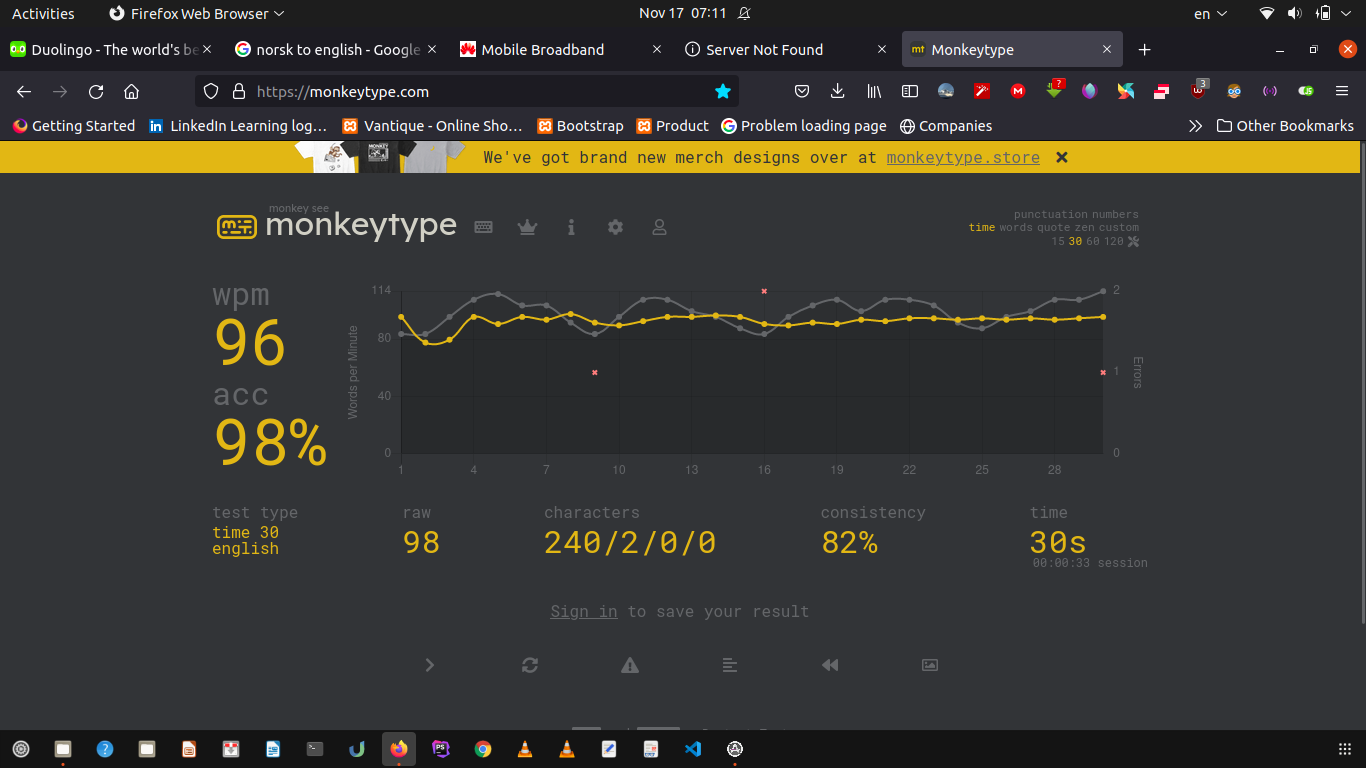 Activities Firefox Web Browser Nov 17 07:11 en
Duolingo - The world's be norsk to english - Google Mobile Broadband Server Not Found Monkeytype
https://monkeytype.com 3
Getting Started LinkedIn Learning log… Vantique - Online Sho… Bootstrap Product Problem loading page Companies Other Bookmarks
We've got brand new merch designs over at monkeytype.store
monkey see
monkeytype
punctuation numbers
time words quote zen custom
15 30 60 120
wpm
96
acc
98%
Words per Minute
114
80
40
0
2
1
0
Errors
1 4 7 10 13 16 19 22 25 28
test type
time 30
english
raw
98
characters
240/2/0/0
consistency
82%
time
30s
00:00:33 session
Sign in to save your result